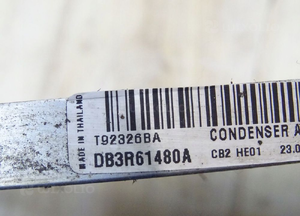 MADE IN THAILAND
T92326BA
CONDENSER A
DB3R61480A
CB2 HE01 23.0